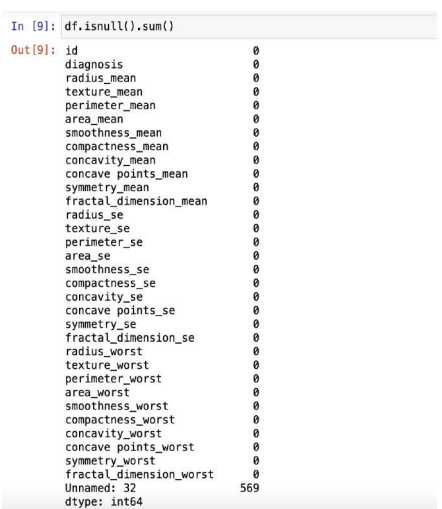 In [9]: df.isnull().sum()
Out[9]: id 0
diagnosis 0
radius_mean 0
texture_mean 0
perimeter_mean 0
area_mean 0
smoothness_mean 0
compactness_mean 0
concavity_mean 0
concave points_mean 0
symmetry_mean 0
fractal_dimension_mean 0
radius_se 0
texture_se 0
perimeter_se 0
area_se 0
smoothness_se 0
compactness_se 0
concavity_se 0
concave points_se 0
symmetry_se 0
fractal_dimension_se 0
radius_worst 0
texture_worst 0
perimeter_worst 0
area_worst 0
smoothness_worst 0
compactness_worst 0
concavity_worst 0
concave points_worst 0
symmetry_worst 0
fractal_dimension_worst 0
Unnamed: 32 569
dtype: int64